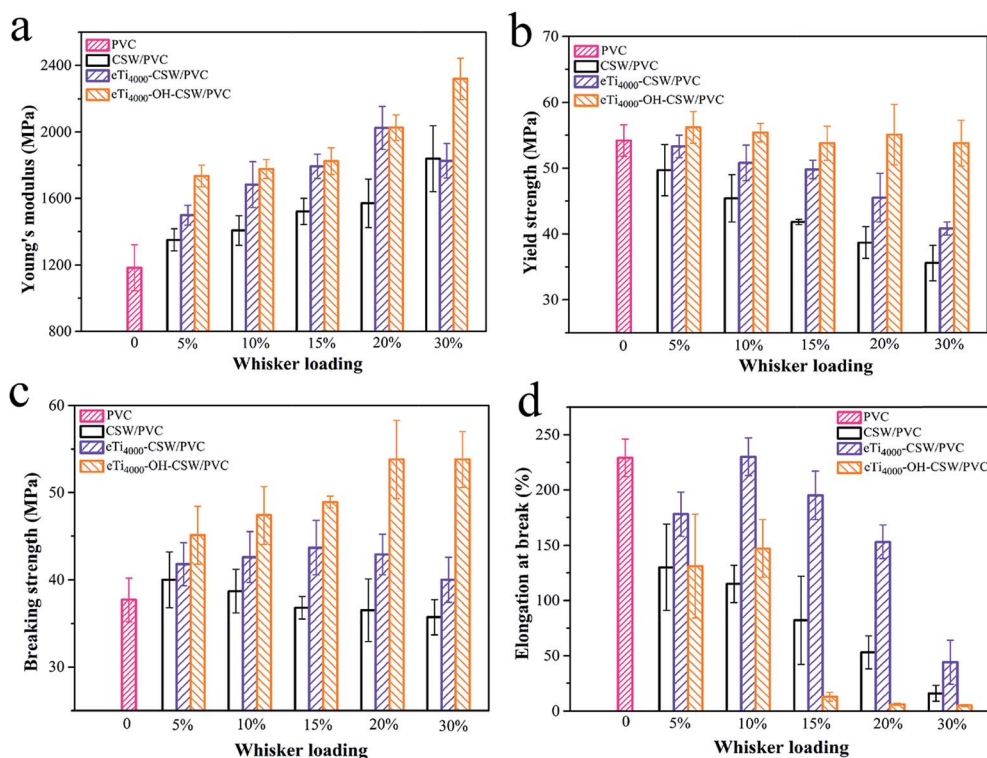 a
PVC
CSW/PVC
eTi4000-CSW/PVC
eTi4000-OH-CSW/PVC
2400
2000
1600
1200
800
Young's modulus (MPa)
0 5% 10% 15% 20% 30%
Whisker loading
b
PVC
CSW/PVC
eTi4000-CSW/PVC
eTi4000-OH-CSW/PVC
70
60
50
40
30
Yield strength (MPa)
0 5% 10% 15% 20% 30%
Whisker loading
c
PVC
CSW/PVC
eTi4000-CSW/PVC
eTi4000-OH-CSW/PVC
60
50
40
30
Breaking strength (MPa)
0 5% 10% 15% 20% 30%
Whisker loading
d
PVC
CSW/PVC
eTi4000-CSW/PVC
eTi4000-OH-CSW/PVC
250
200
150
100
50
0
Elongation at break (%)
0 5% 10% 15% 20% 30%
Whisker loading